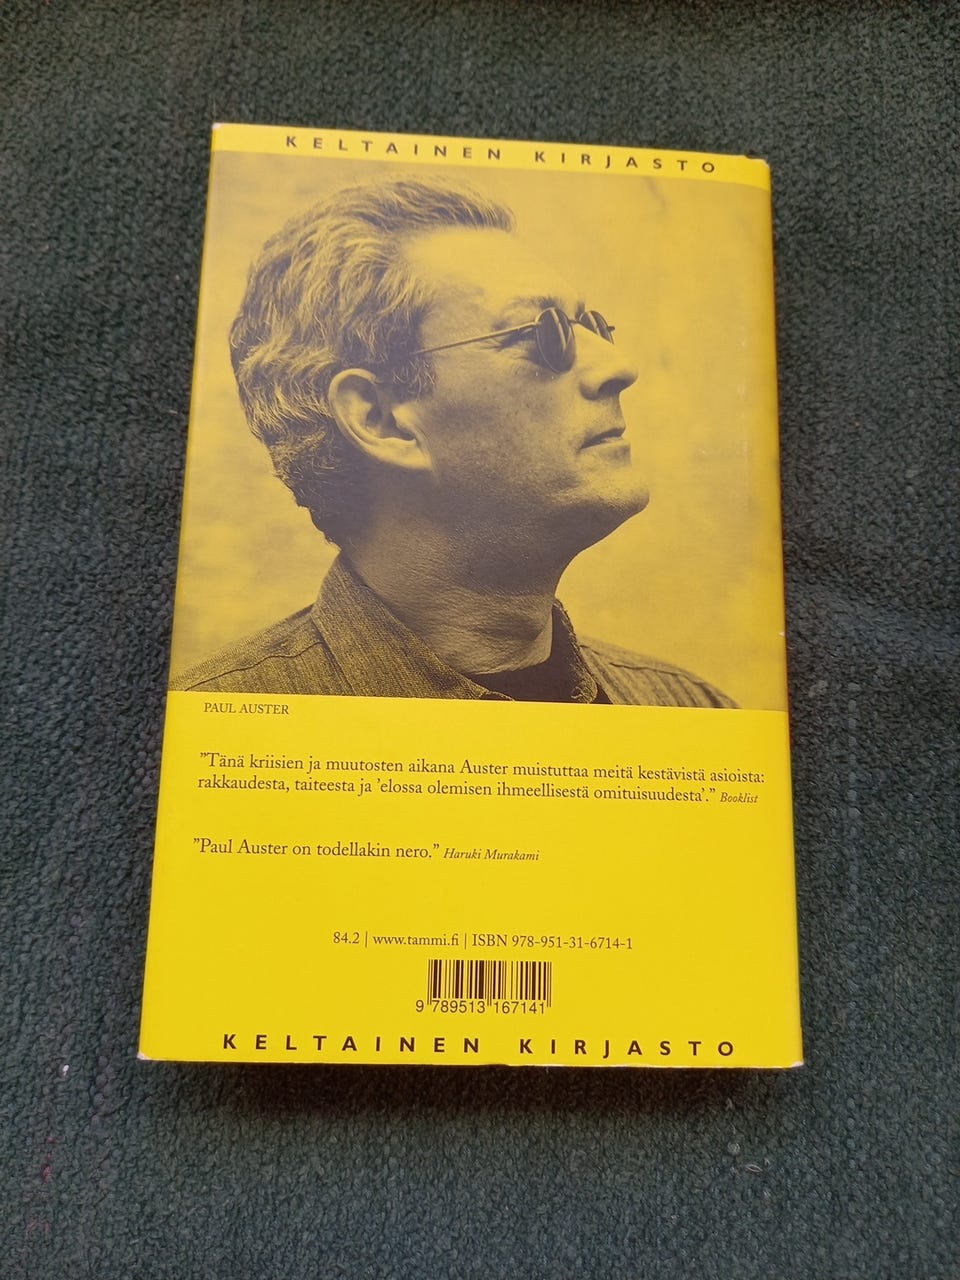 KELTAINEN KIRJASTO
PAUL AUSTER
”Tänä kriisien ja muutosten aikana Auster muistuttaa meitä kestävistä asioista:
rakkaudesta, taiteesta ja ’elossa olemisen ihmeellisestä omituisuudesta’.” Booklist
”Paul Auster on todellakin nero.” Haruki Murakami
84.2 | www.tammi.fi | ISBN 978-951-31-6714-1
9 789513 167141
KELTAINEN KIRJASTO